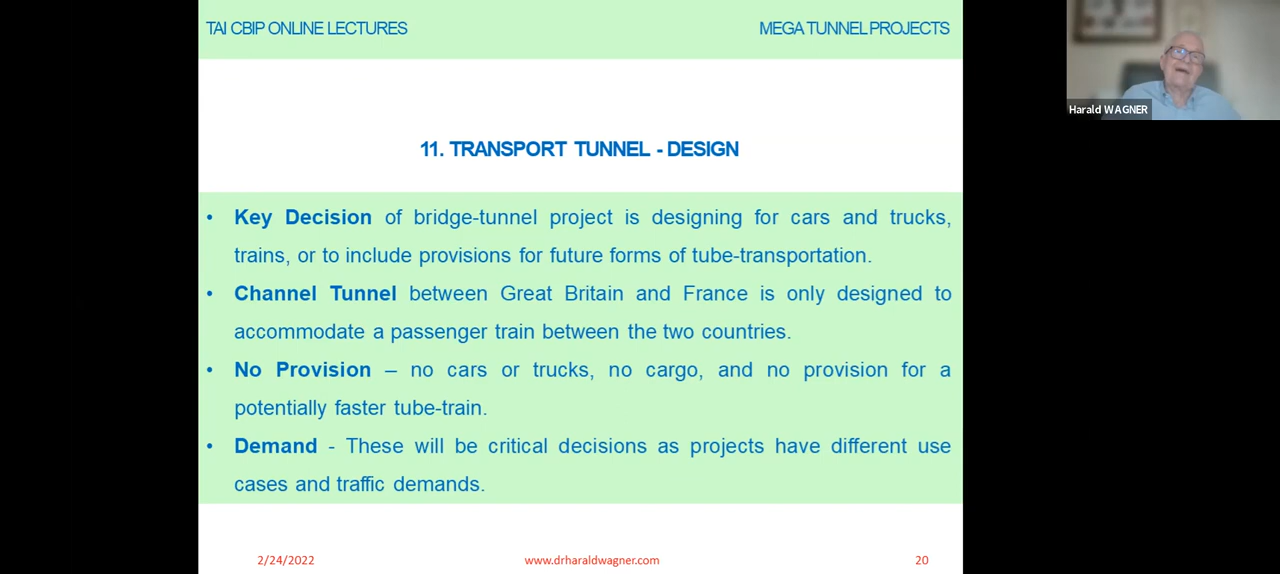 TAI CBIP ONLINE LECTURES
MEGA TUNNEL PROJECTS
Harald WAGNER
11. TRANSPORT TUNNEL - DESIGN
• Key Decision of bridge-tunnel project is designing for cars and trucks,
trains, or to include provisions for future forms of tube-transportation.
• Channel Tunnel between Great Britain and France is only designed to
accommodate a passenger train between the two countries.
• No Provision – no cars or trucks, no cargo, and no provision for a
potentially faster tube-train.
• Demand - These will be critical decisions as projects have different use
cases and traffic demands.
2/24/2022
www.drharaldwagner.com
20